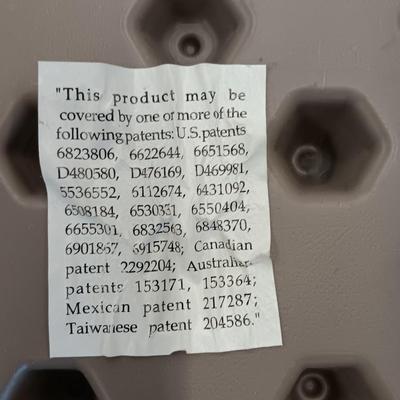 "This product may be
covered by one or more of the
following patents: U.S. patents
6823806, 6622644, 6651568,
D480580, D476169, D469981,
5536552, 6112674, 6431092,
6508184, 6530331, 6550404,
6655301, 6832563, 6848370,
6901867, 6915748; Canadian
patent 2292204; Australian
patents 153171, 153364;
Mexican patent 217287;
Taiwanese patent 204586."